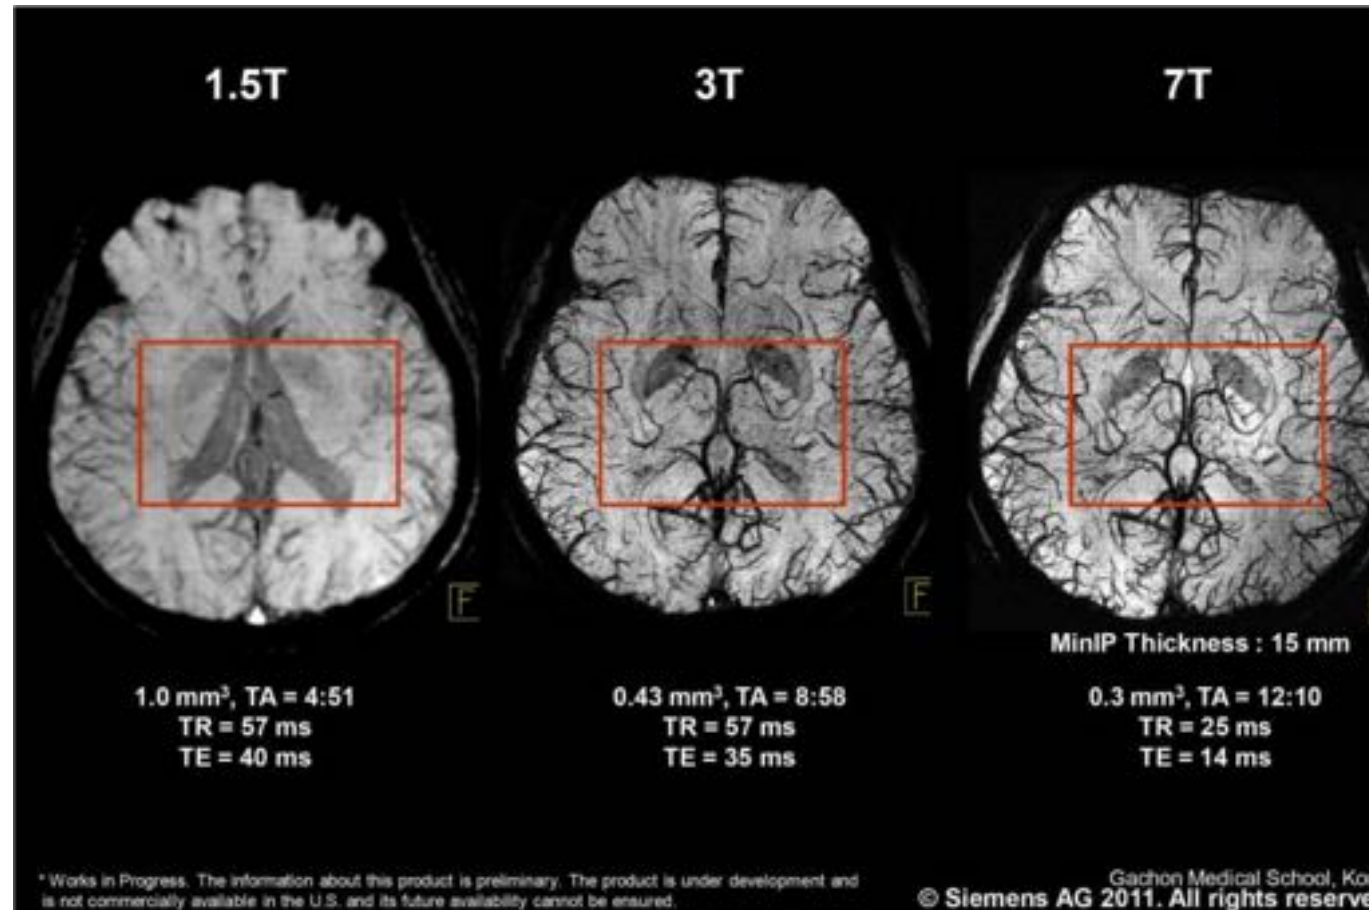 1.5T
3T
7T
F
F
MinIP Thickness : 15 mm
1.0 mm³, TA = 4:51
TR = 57 ms
TE = 40 ms
0.43 mm³, TA = 8:58
TR = 57 ms
TE = 35 ms
0.3 mm³, TA = 12:10
TR = 25 ms
TE = 14 ms
* Works in Progress. The information about this product is preliminary. The product is under development and
is not commercially available in the U.S. and its future availability cannot be ensured.
Gachon Medical School, Ko
© Siemens AG 2011. All rights reserve